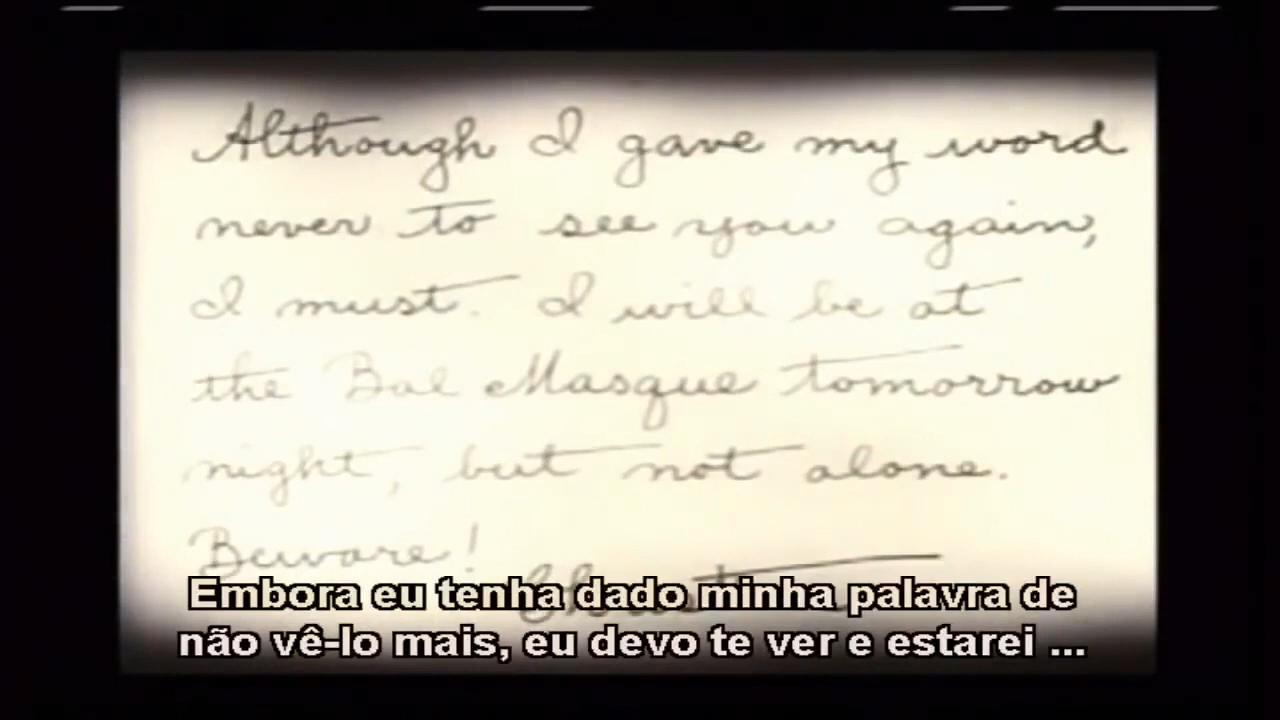 Although I gave my word
never to see you again,
I must. I will be at
the Bal Masque tomorrow
night, but not alone.
Beware!
Embora eu tenha dado minha palavra de
não vê-lo mais, eu devo te ver e estarei ...